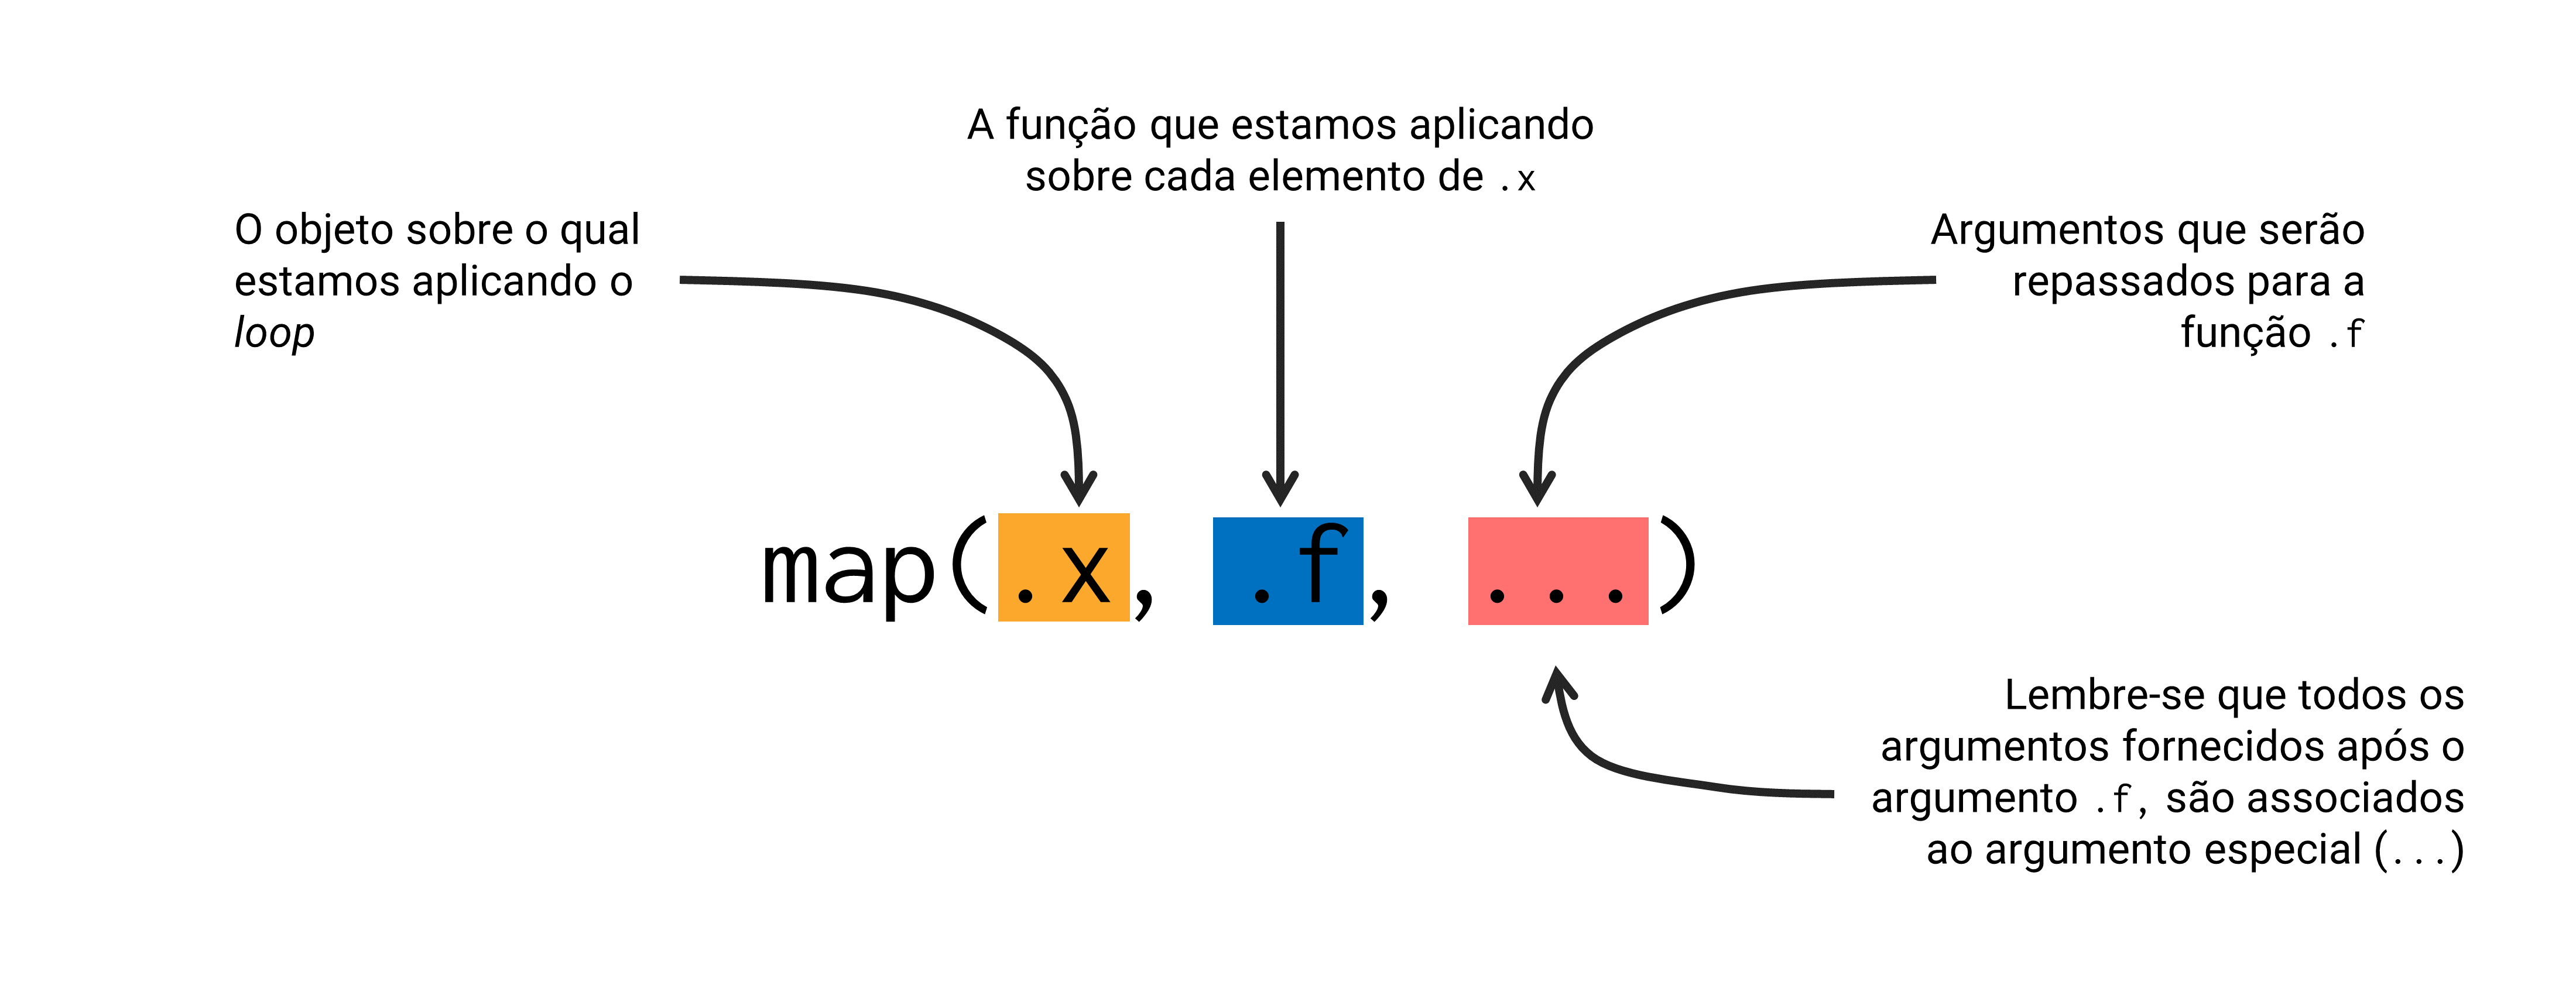 A função que estamos aplicando
sobre cada elemento de .x
O objeto sobre o qual
estamos aplicando o
loop
Argumentos que serão
repassados para a
função .f
map(.x, .f, ...)
Lembre-se que todos os
argumentos fornecidos após o
argumento .f, são associados
ao argumento especial (...)